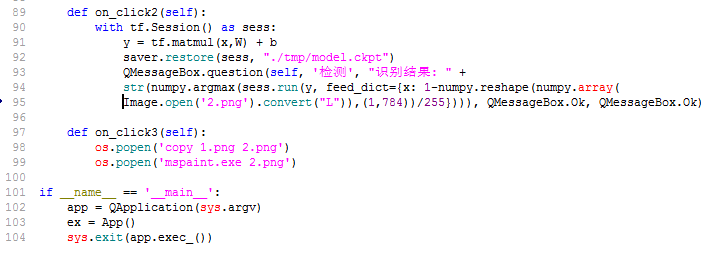 89 def on_click2(self):
90 with tf.Session() as sess:
91 y = tf.matmul(x,W) + b
92 saver.restore(sess, "./tmp/model.ckpt")
93 QMessageBox.question(self, '检测', "识别结果: " +
94 str(numpy.argmax(sess.run(y, feed_dict={x: 1-numpy.reshape(numpy.array(
95 Image.open('2.png').convert("L")),(1,784))/255}))), QMessageBox.Ok, QMessageBox.Ok)
96
97 def on_click3(self):
98 os.popen('copy 1.png 2.png')
99 os.popen('mspaint.exe 2.png')
100
101 if __name__ == '__main__':
102 app = QApplication(sys.argv)
103 ex = App()
104 sys.exit(app.exec_())